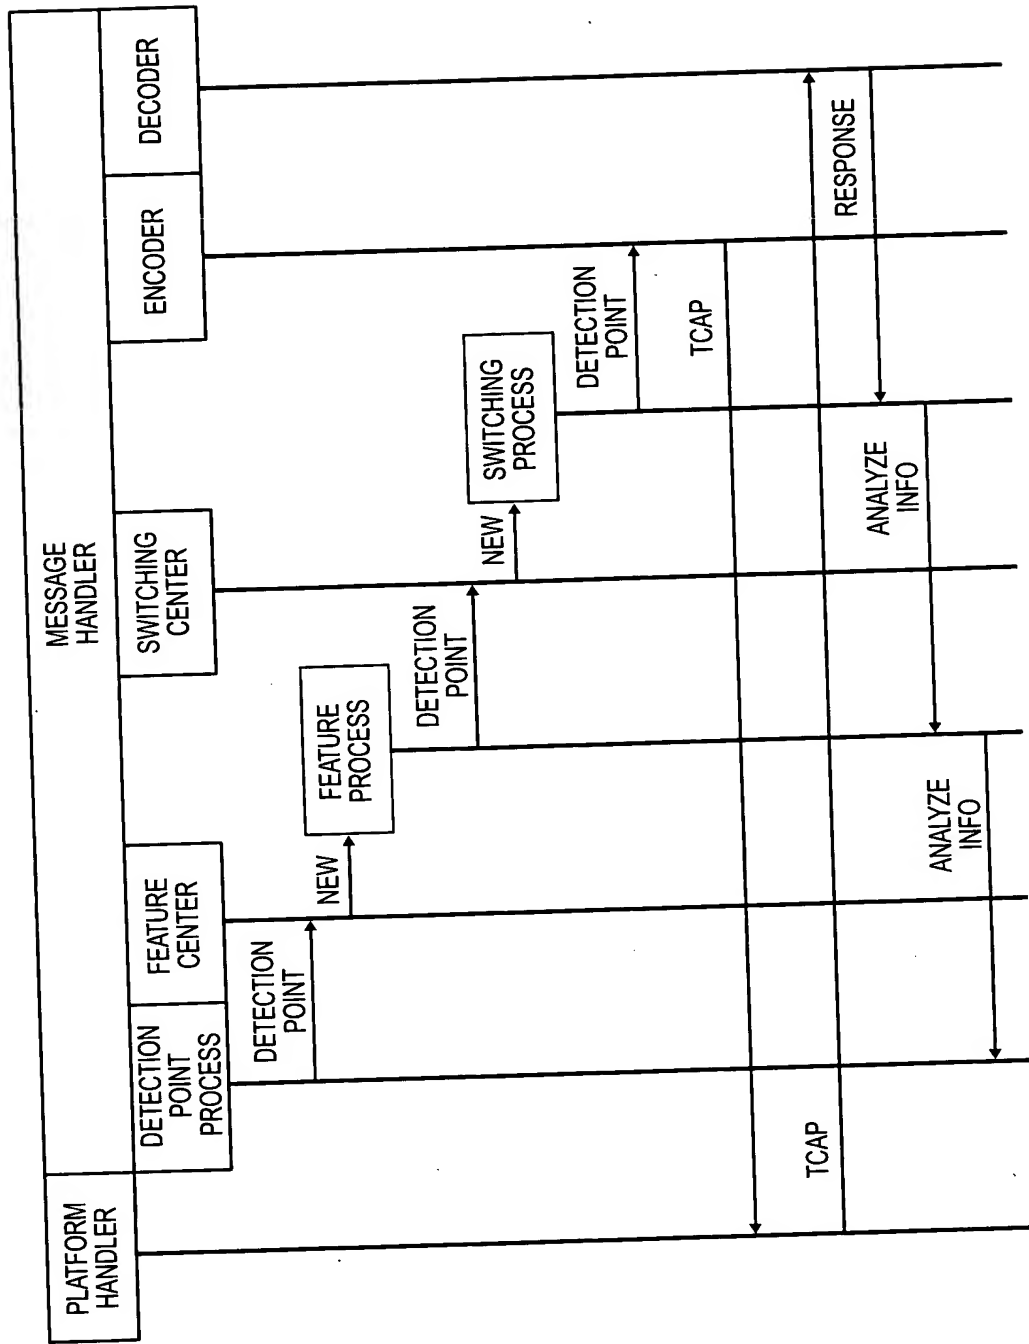 MESSAGE
HANDLER
PLATFORM
HANDLER
DETECTION
POINT
PROCESS
FEATURE
CENTER
SWITCHING
CENTER
ENCODER
DECODER
DETECTION
POINT
NEW
FEATURE
PROCESS
DETECTION
POINT
NEW
SWITCHING
PROCESS
DETECTION
POINT
TCAP
TCAP
RESPONSE
ANALYZE
INFO
ANALYZE
INFO